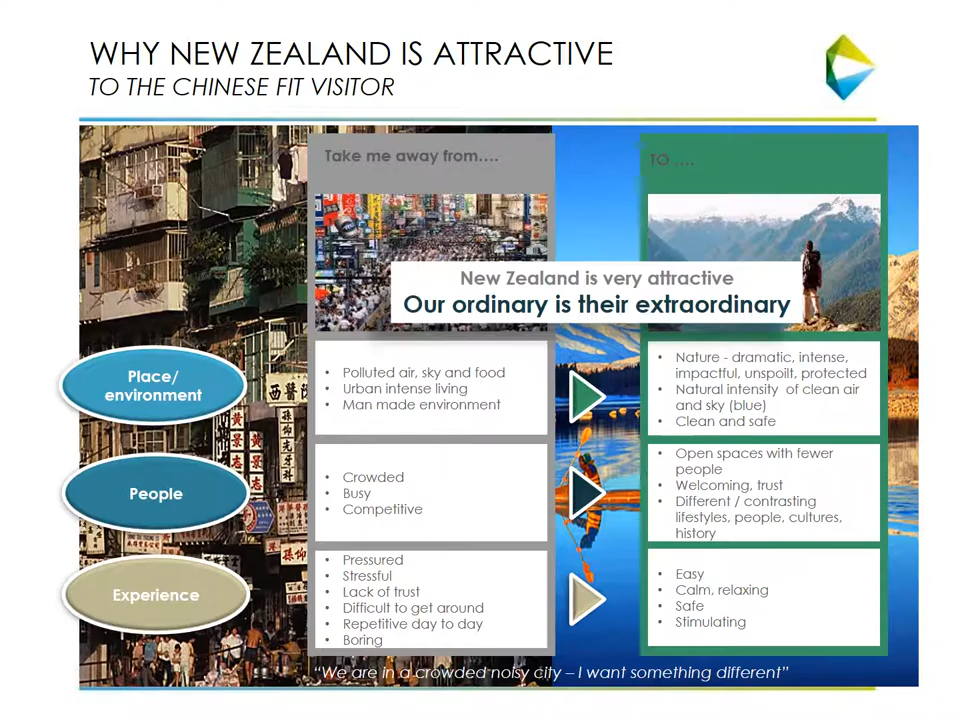 WHY NEW ZEALAND IS ATTRACTIVE
TO THE CHINESE FIT VISITOR
Take me away from....
TO ....
New Zealand is very attractive
Our ordinary is their extraordinary
Place/
environment
• Polluted air, sky and food
• Urban intense living
• Man made environment
• Nature - dramatic, intense,
impactful, unspoilt, protected
• Natural intensity of clean air
and sky (blue)
• Clean and safe
People
• Crowded
• Busy
• Competitive
• Open spaces with fewer
people
• Welcoming, trust
• Different / contrasting
lifestyles, people, cultures,
history
Experience
• Pressured
• Stressful
• Lack of trust
• Difficult to get around
• Repetitive day to day
• Boring
• Easy
• Calm, relaxing
• Safe
• Stimulating
西醫
黃景志
“We are in a crowded noisy city – I want something different”